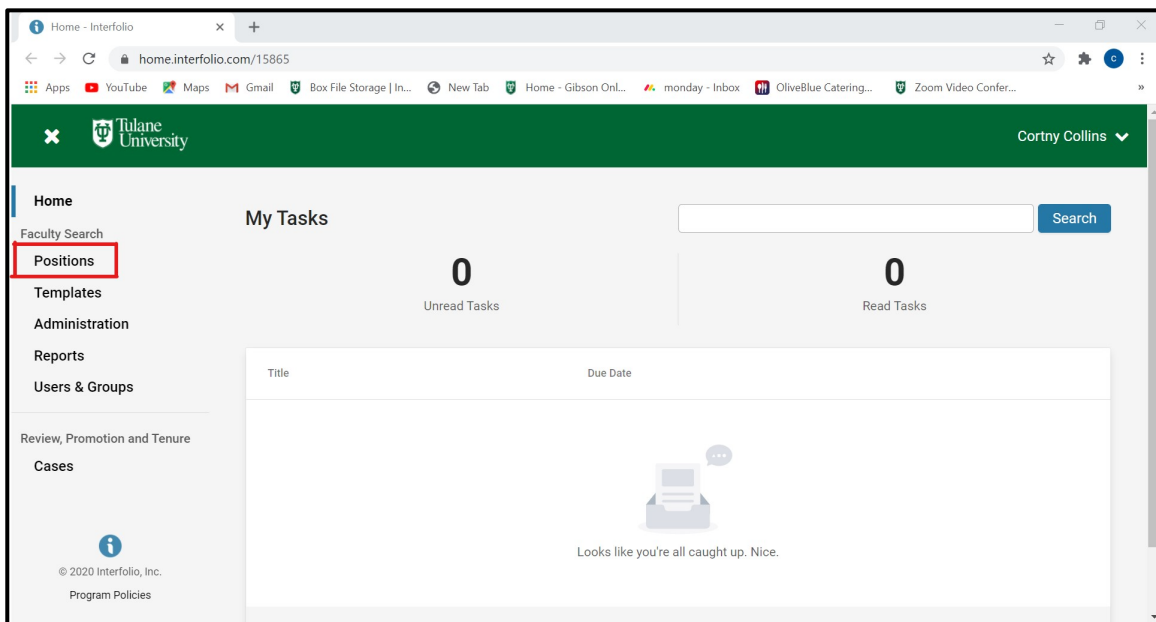 Home - Interfolio
home.interfolio.com/15865
C
Apps YouTube Maps Gmail Box File Storage | In... New Tab Home - Gibson Onl... monday - Inbox OliveBlue Catering... Zoom Video Confer... »
Tulane
University
Cortny Collins
Home
My Tasks
Search
Faculty Search
Positions
0
0
Templates
Unread Tasks
Read Tasks
Administration
Reports
Title Due Date
Users & Groups
Review, Promotion and Tenure
Cases
Looks like you're all caught up. Nice.
© 2020 Interfolio, Inc.
Program Policies